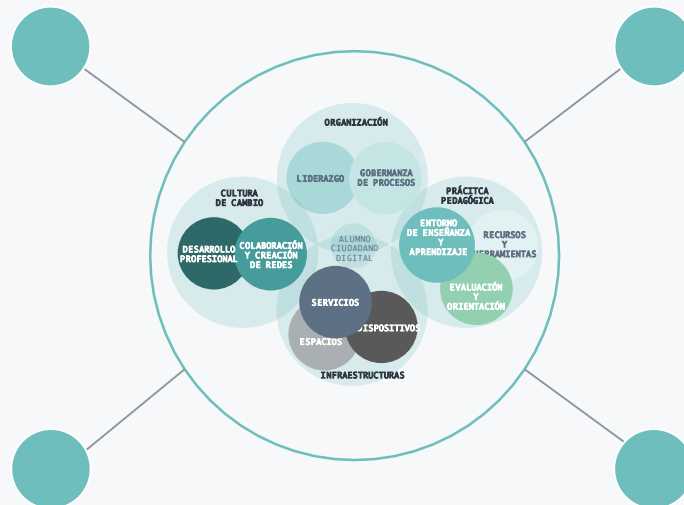 ORGANIZACIÓN
LIDERAZGO
GOBERNANZA
DE PROCESOS
CULTURA
DE CAMBIO
PRÁCITCA
PEDAGÓGICA
DESARROLLO
PROFESIONAL
COLABORACIÓN
Y CREACIÓN
DE REDES
ALUMNO
CIUDADANO
DIGITAL
ENTORNO
DE ENSEÑANZA
Y
APRENDIZAJE
RECURSOS
Y
ERRAMIENTAS
EVALUACIÓN
Y
ORIENTACIÓN
SERVICIOS
ESPACIOS
DISPOSITIVOS
INFRAESTRUCTURAS